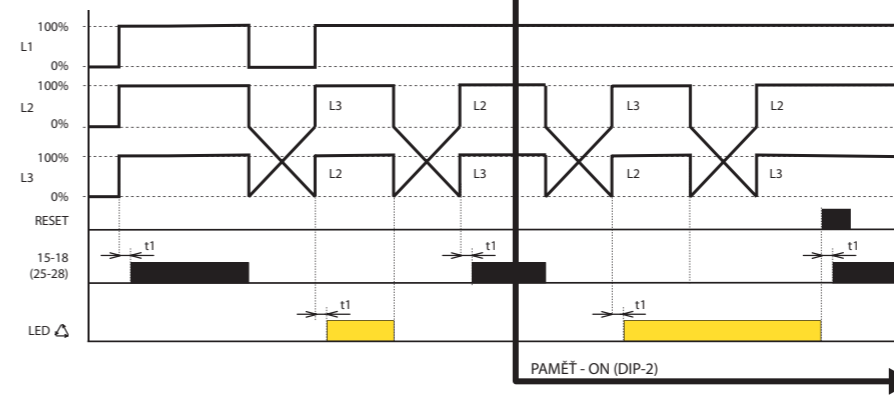 100%
L1
0%
100%
L2
0%
L3 L2 L3 L2
100%
L3
0%
L2 L3 L2 L3
RESET
15-18
(25-28)
t1 t1 t1
LED
t1 t1
PAMĚŤ - ON (DIP-2)